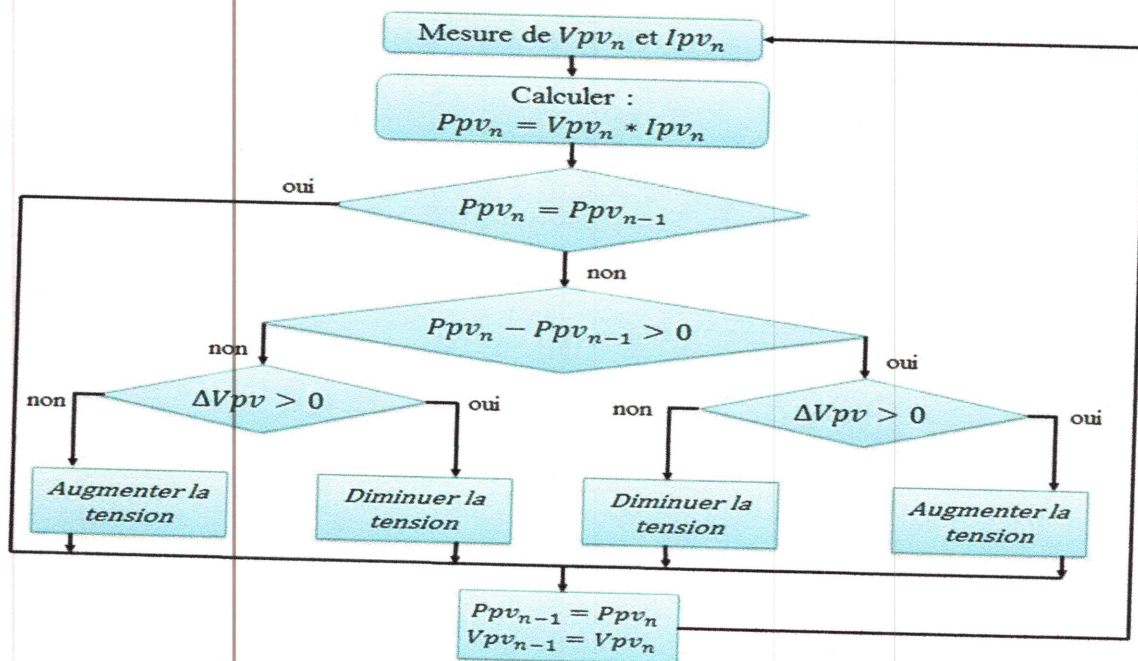 Mesure de Vpvₙ et Ipvₙ
Calculer :
Ppvₙ = Vpvₙ * Ipvₙ
oui
Ppvₙ = Ppvₙ₋₁
non
Ppvₙ − Ppvₙ₋₁ > 0
non
oui
non
ΔVpv > 0
oui
non
ΔVpv > 0
oui
Augmenter la
tension
Diminuer la
tension
Diminuer la
tension
Augmenter la
tension
Ppvₙ₋₁ = Ppvₙ
Vpvₙ₋₁ = Vpvₙ